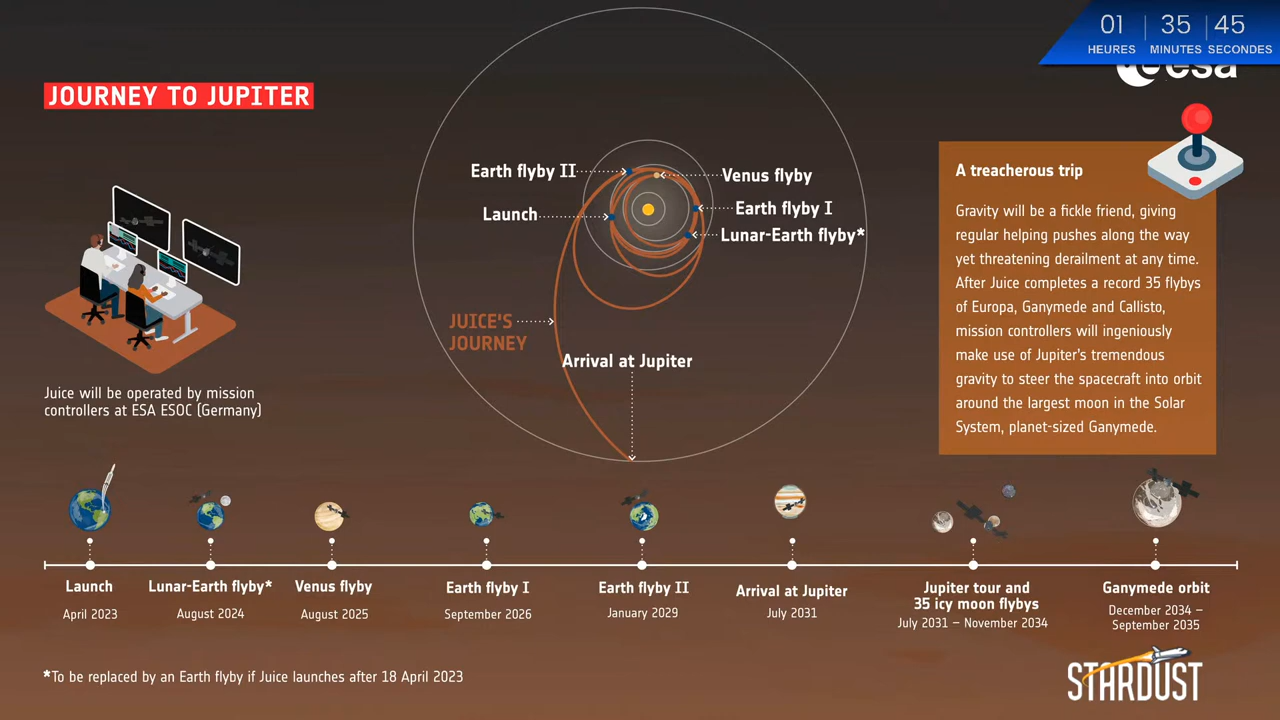 01 35 45
HEURES MINUTES SECONDES
esa
JOURNEY TO JUPITER
Earth flyby II
Venus flyby
Launch
Earth flyby I
Lunar-Earth flyby*
JUICE'S
JOURNEY
Arrival at Jupiter
A treacherous trip
Gravity will be a fickle friend, giving
regular helping pushes along the way
yet threatening derailment at any time.
After Juice completes a record 35 flybys
of Europa, Ganymede and Callisto,
mission controllers will ingeniously
make use of Jupiter's tremendous
gravity to steer the spacecraft into orbit
around the largest moon in the Solar
System, planet-sized Ganymede.
Juice will be operated by mission
controllers at ESA ESOC (Germany)
Launch
April 2023
Lunar-Earth flyby*
August 2024
Venus flyby
August 2025
Earth flyby I
September 2026
Earth flyby II
January 2029
Arrival at Jupiter
July 2031
Jupiter tour and
35 icy moon flybys
July 2031 – November 2034
Ganymede orbit
December 2034 –
September 2035
*To be replaced by an Earth flyby if Juice launches after 18 April 2023
STARDUST